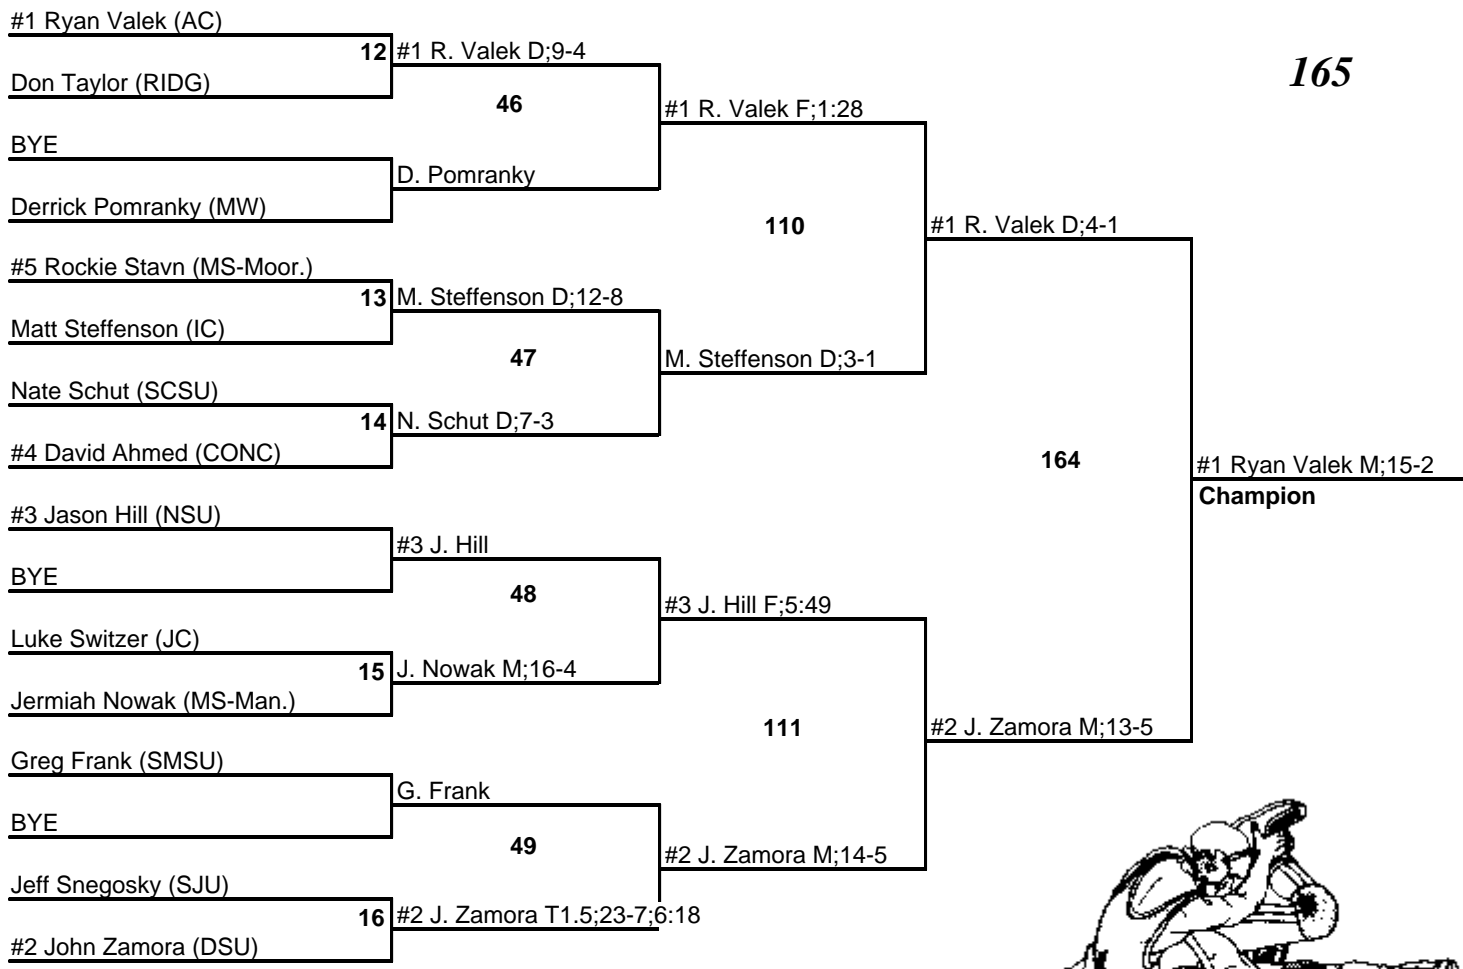 #1 Ryan Valek (AC)
12 #1 R. Valek D;9-4
165
Don Taylor (RIDG)
46
#1 R. Valek F;1:28
BYE
D. Pomranky
Derrick Pomranky (MW)
110
#1 R. Valek D;4-1
#5 Rockie Stavn (MS-Moor.)
13 M. Steffenson D;12-8
Matt Steffenson (IC)
47
M. Steffenson D;3-1
Nate Schut (SCSU)
14 N. Schut D;7-3
#4 David Ahmed (CONC)
164
#1 Ryan Valek M;15-2
Champion
#3 Jason Hill (NSU)
#3 J. Hill
BYE
48
#3 J. Hill F;5:49
Luke Switzer (JC)
15 J. Nowak M;16-4
Jermiah Nowak (MS-Man.)
111
#2 J. Zamora M;13-5
Greg Frank (SMSU)
G. Frank
BYE
49
#2 J. Zamora M;14-5
Jeff Snegosky (SJU)
16 #2 J. Zamora T1.5;23-7;6:18
#2 John Zamora (DSU)